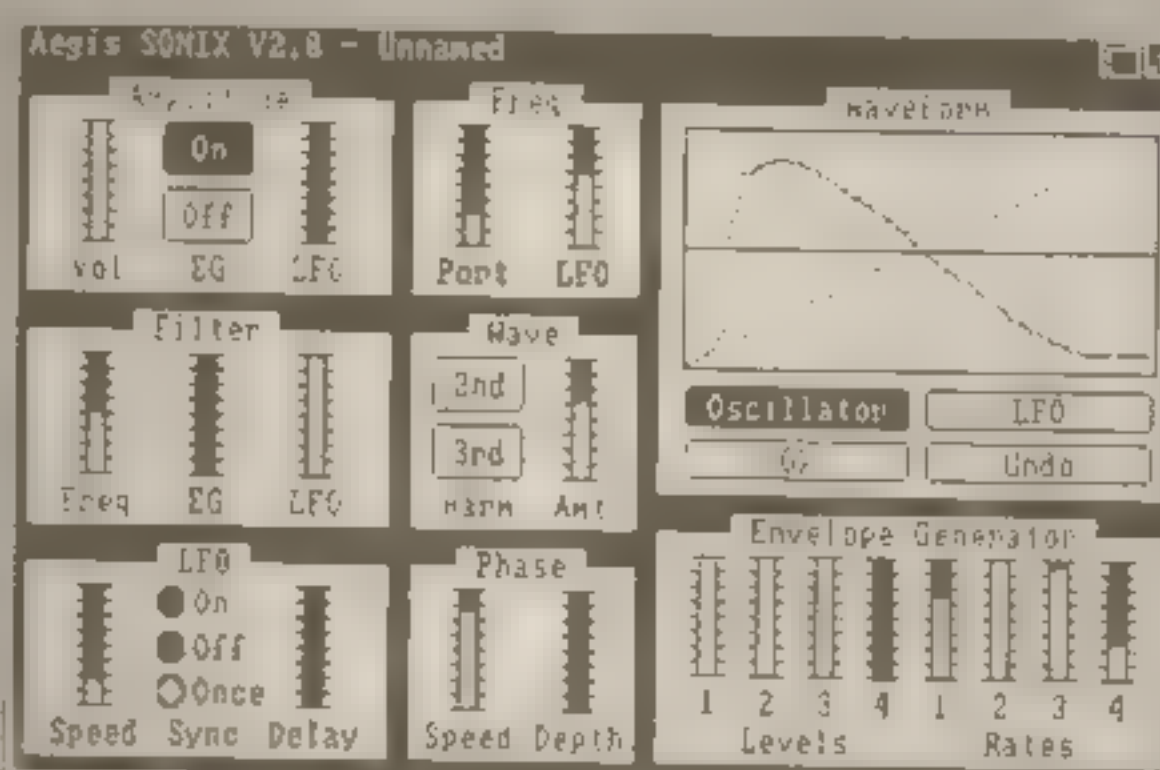 Aegis SONIX V2.0 - Unnamed
Amplitude
Vol
On
Off
EG
LFO
Freq
Port
LFO
Waveform
Oscillator
LFO
Undo
Filter
Freq
EG
LFO
Wave
2nd
3rd
Harm
Amt
LFO
On
Off
Once
Speed
Sync
Delay
Phase
Speed
Depth
Envelope Generator
1 2 3 4 1 2 3 4
Levels
Rates